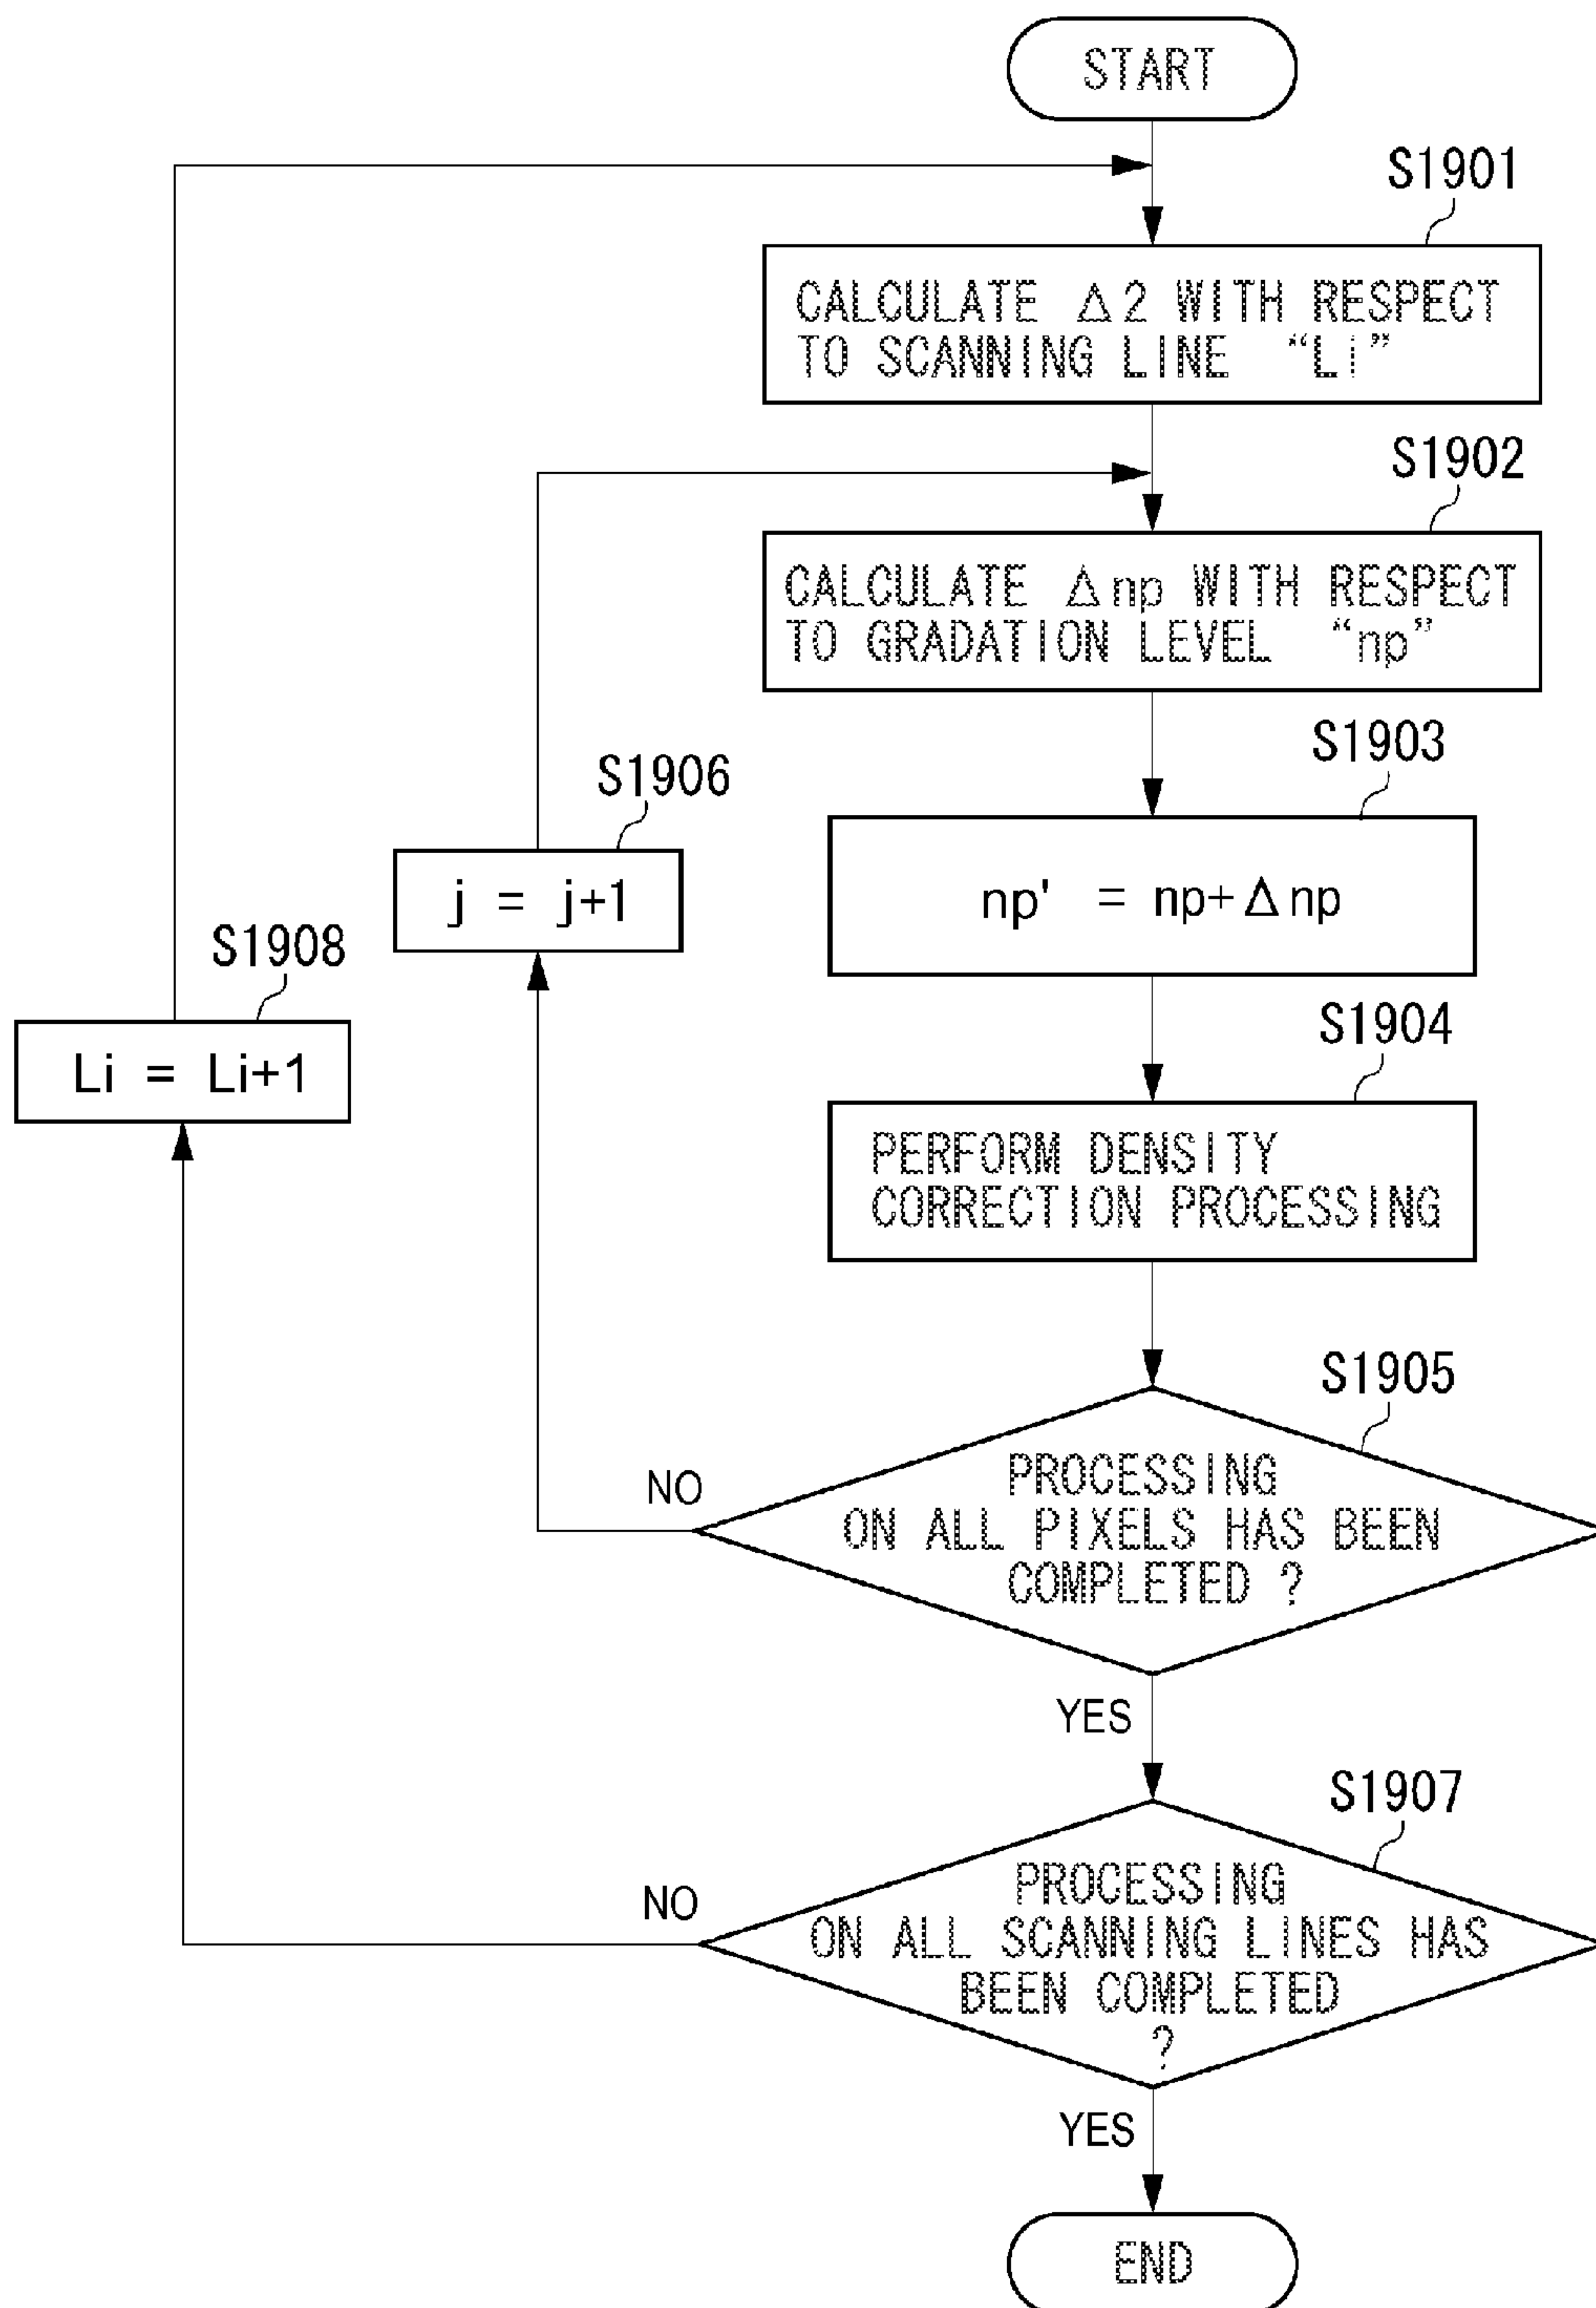 START
S1901
CALCULATE Δ2 WITH RESPECT
TO SCANNING LINE “Li”
S1902
CALCULATE Δnp WITH RESPECT
TO GRADATION LEVEL “np”
S1903
np' = np+Δnp
S1906
j = j+1
S1908
Li = Li+1
S1904
PERFORM DENSITY
CORRECTION PROCESSING
S1905
PROCESSING
ON ALL PIXELS HAS BEEN
COMPLETED ?
NO
YES
S1907
PROCESSING
ON ALL SCANNING LINES HAS
BEEN COMPLETED
?
NO
YES
END